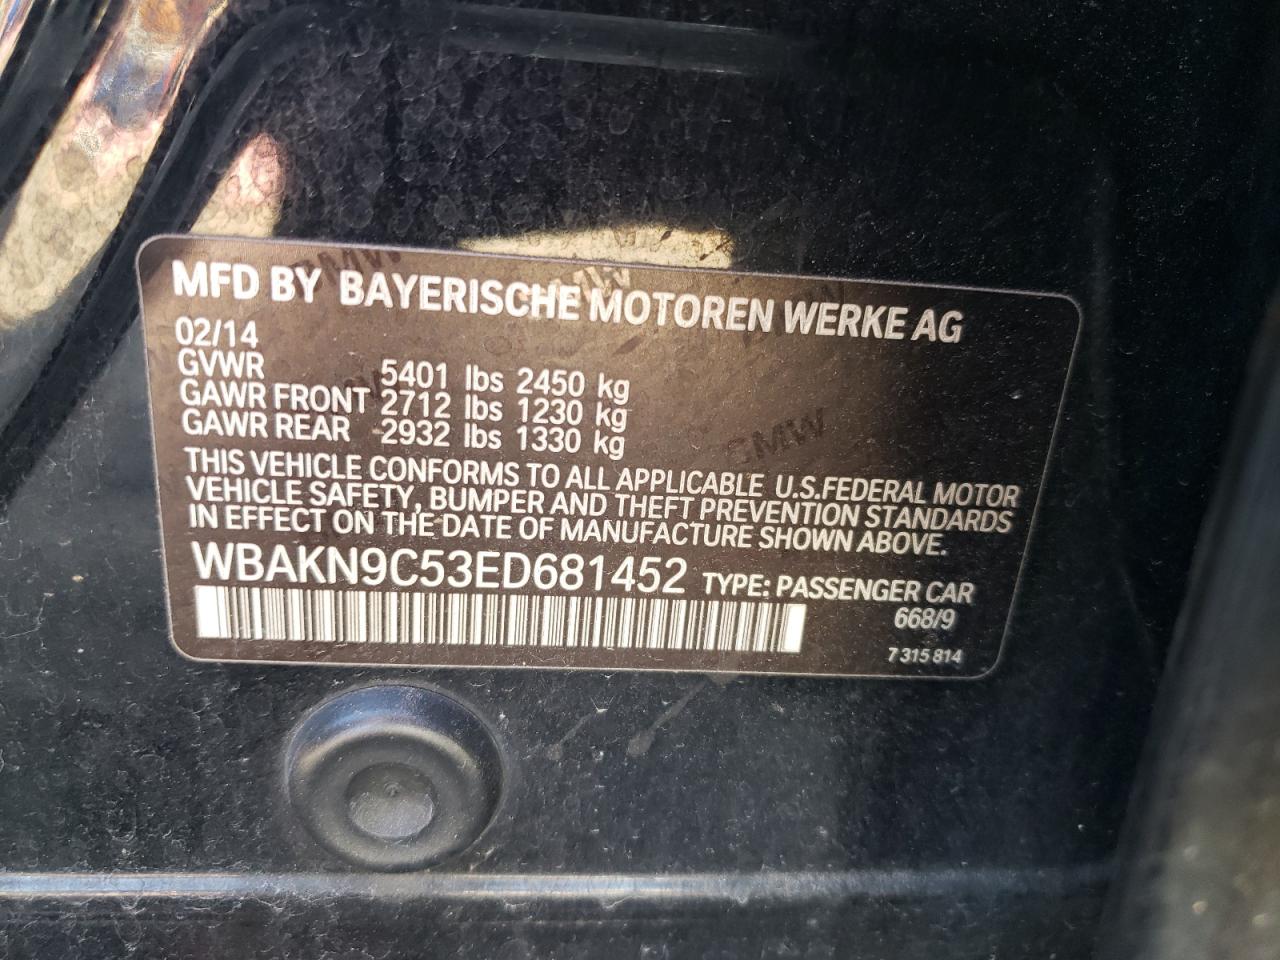 MFD BY BAYERISCHE MOTOREN WERKE AG
02/14
GVWR 5401 lbs 2450 kg
GAWR FRONT 2712 lbs 1230 kg
GAWR REAR 2932 lbs 1330 kg
THIS VEHICLE CONFORMS TO ALL APPLICABLE U.S.FEDERAL MOTOR
VEHICLE SAFETY, BUMPER AND THEFT PREVENTION STANDARDS
IN EFFECT ON THE DATE OF MANUFACTURE SHOWN ABOVE.
WBAKN9C53ED681452 TYPE: PASSENGER CAR
668/9
7 315 814
BMW
BMW
BMW